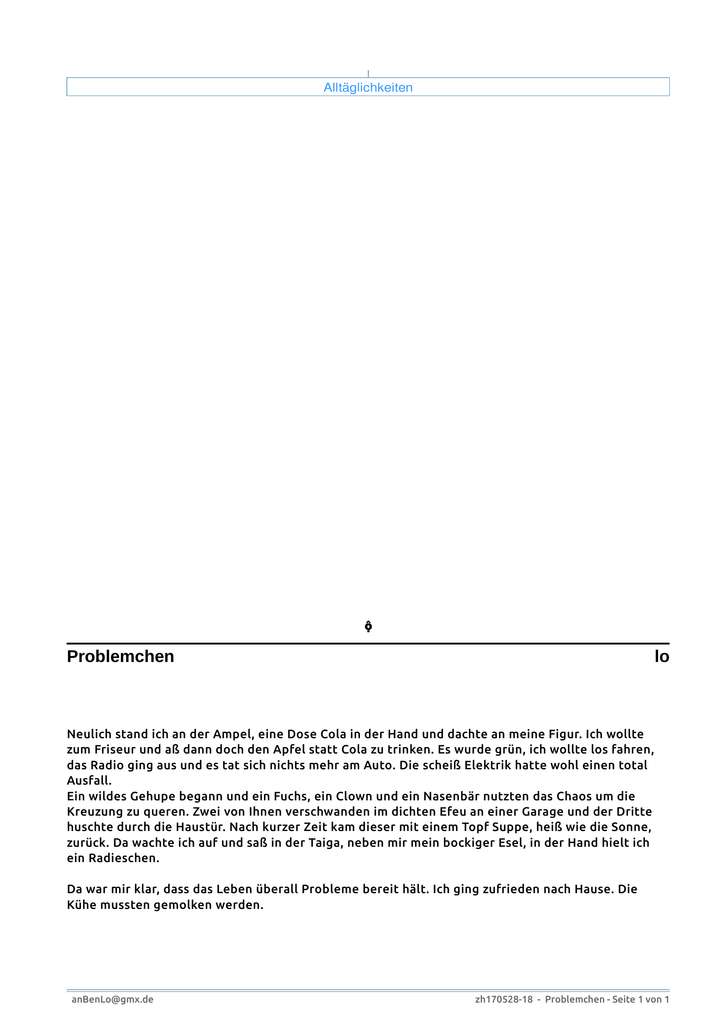 Alltäglichkeiten
Problemchen lo
Neulich stand ich an der Ampel, eine Dose Cola in der Hand und dachte an meine Figur. Ich wollte
zum Friseur und aß dann doch den Apfel statt Cola zu trinken. Es wurde grün, ich wollte los fahren,
das Radio ging aus und es tat sich nichts mehr am Auto. Die scheiß Elektrik hatte wohl einen total
Ausfall.
Ein wildes Gehupe begann und ein Fuchs, ein Clown und ein Nasenbär nutzten das Chaos um die
Kreuzung zu queren. Zwei von Ihnen verschwanden im dichten Efeu an einer Garage und der Dritte
huschte durch die Haustür. Nach kurzer Zeit kam dieser mit einem Topf Suppe, heiß wie die Sonne,
zurück. Da wachte ich auf und saß in der Taiga, neben mir mein bockiger Esel, in der Hand hielt ich
ein Radieschen.
Da war mir klar, dass das Leben überall Probleme bereit hält. Ich ging zufrieden nach Hause. Die
Kühe mussten gemolken werden.
anBenLo@gmx.de zh170528-18 - Problemchen - Seite 1 von 1